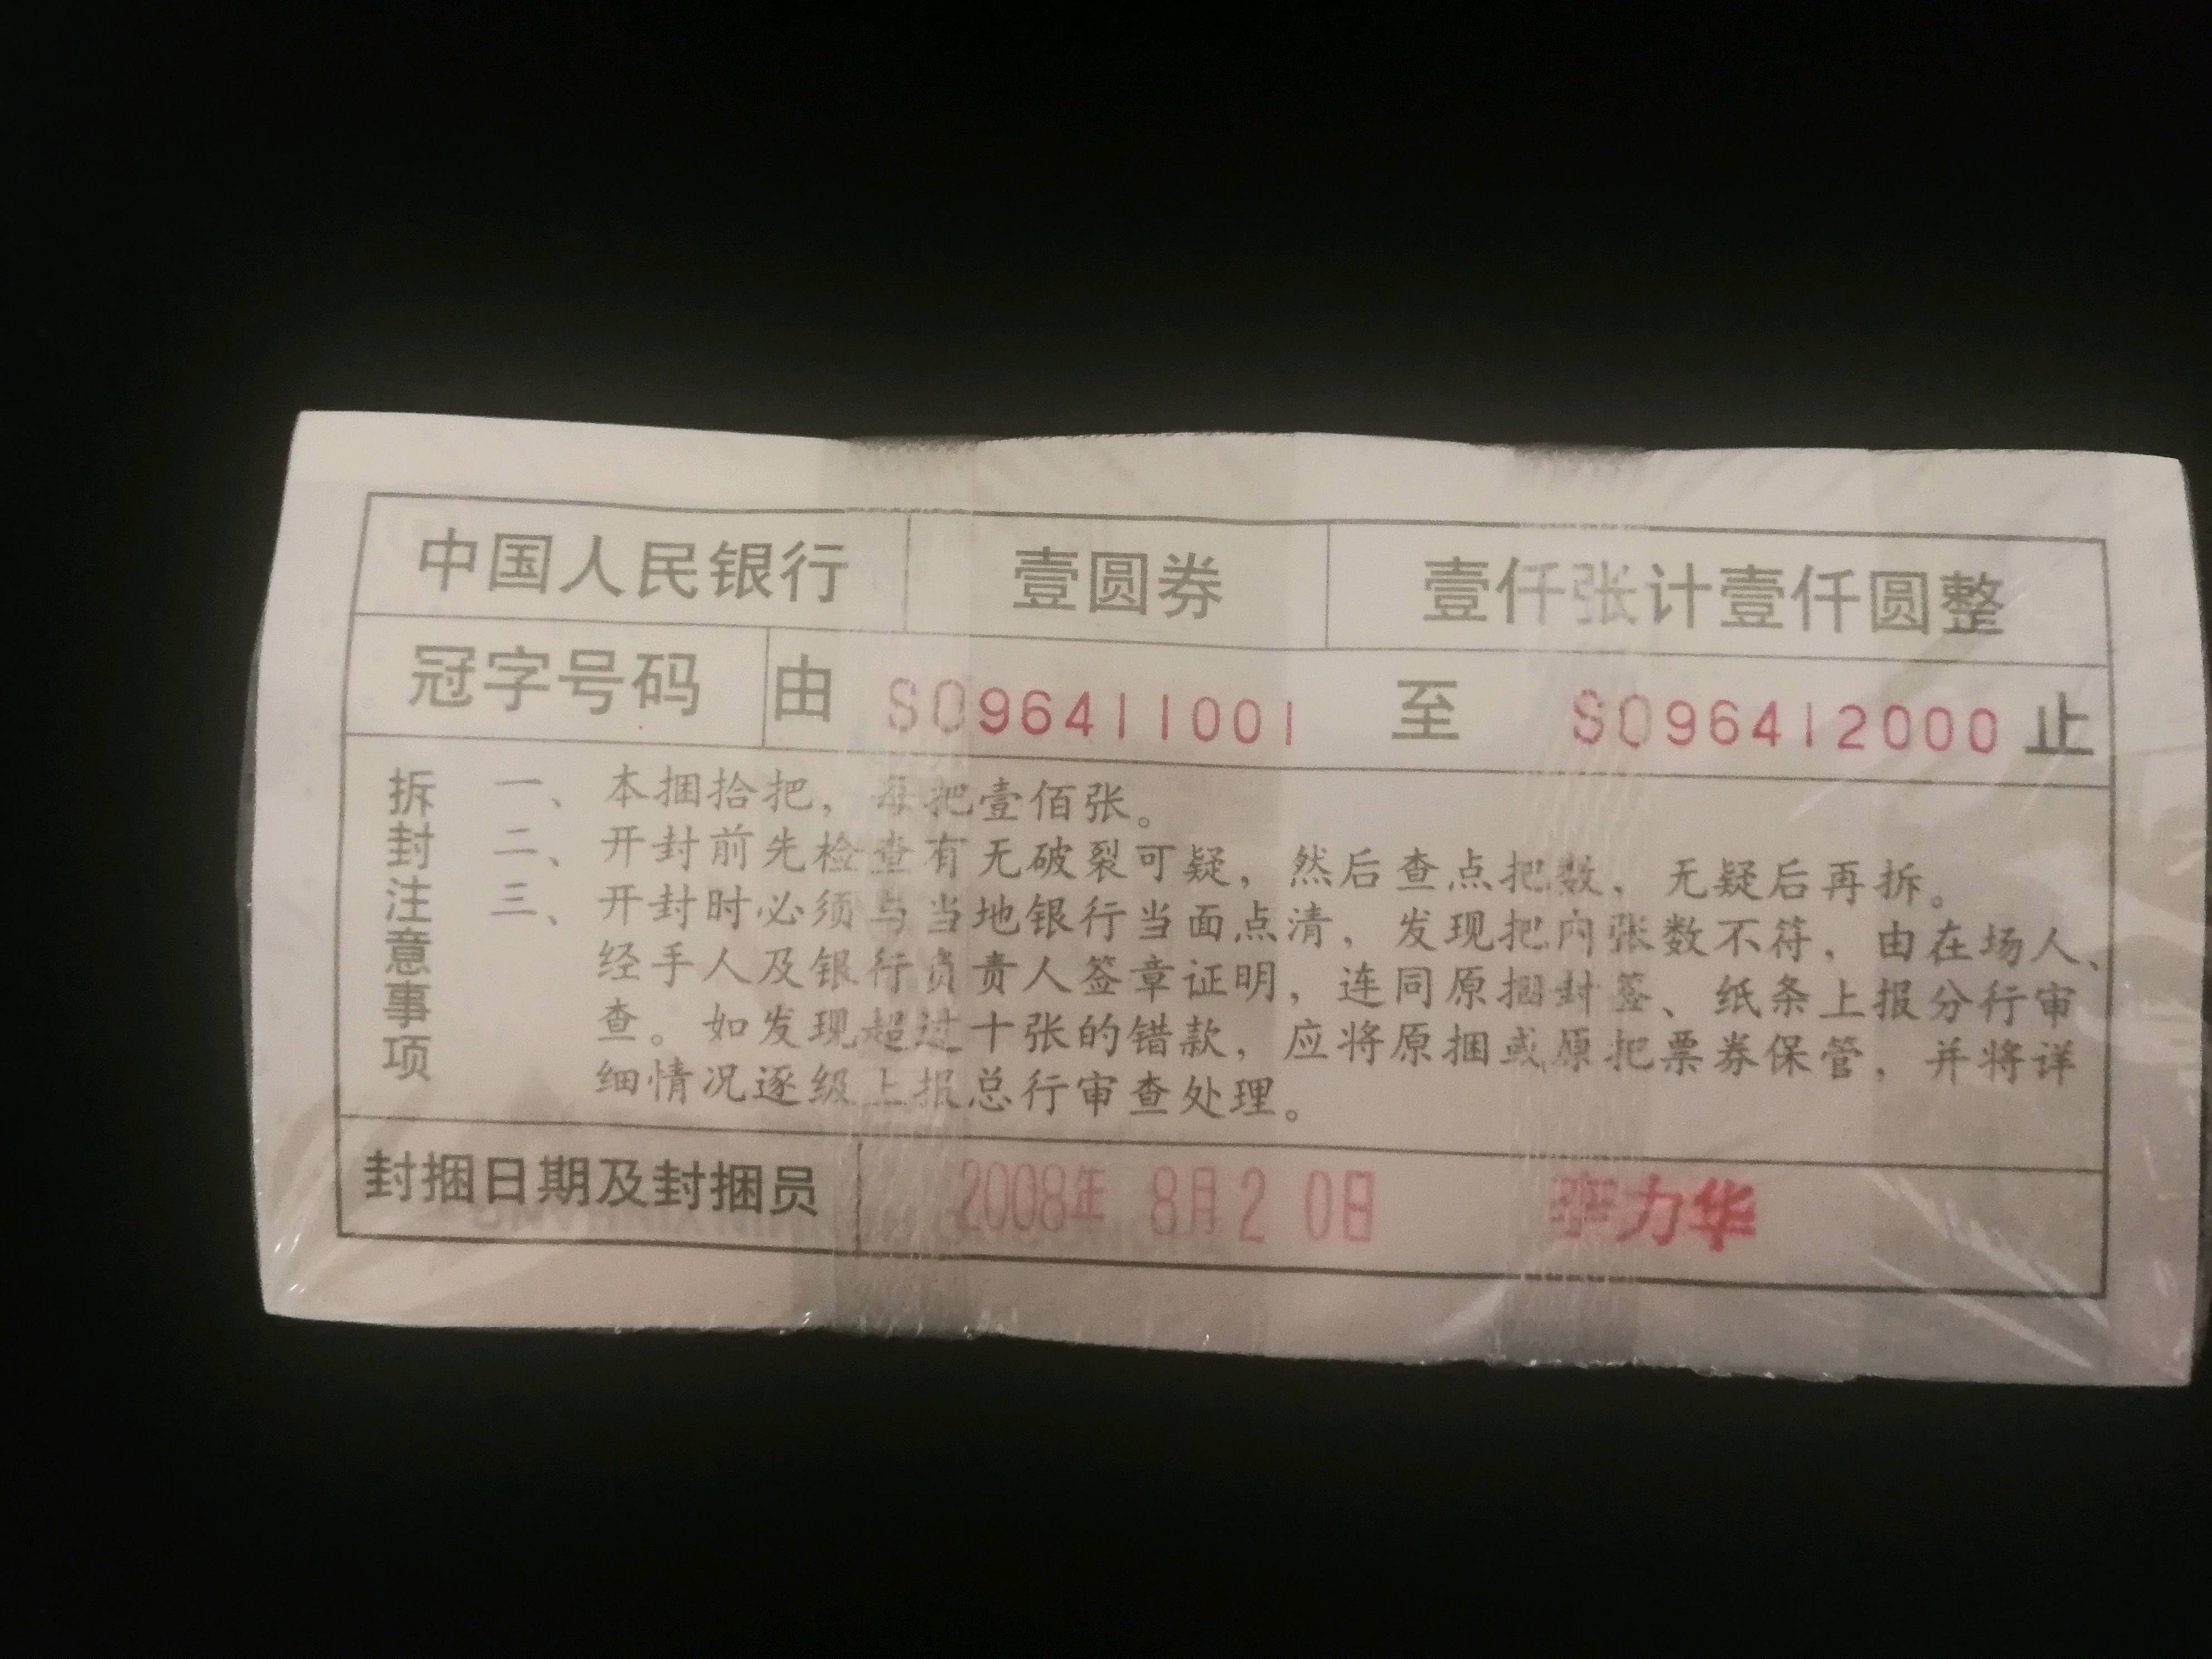 中国人民银行 壹圆券 壹仟张计壹仟圆整
冠字号码 由 S096411001 至 S096412000 止
拆封注意事项
一、本捆拾把，每把壹佰张。
二、开封前先检查有无破裂可疑，然后查点把数，无疑后再拆。
三、开封时必须与当地银行当面点清，发现把内张数不符，由在场人、
经手人及银行负责人签章证明，连同原捆封签、纸条上报分行审
查。如发现超过十张的错款，应将原捆或原把票券保管，并将详
细情况逐级上报总行审查处理。
封捆日期及封捆员 2008年 8月20日 李力华